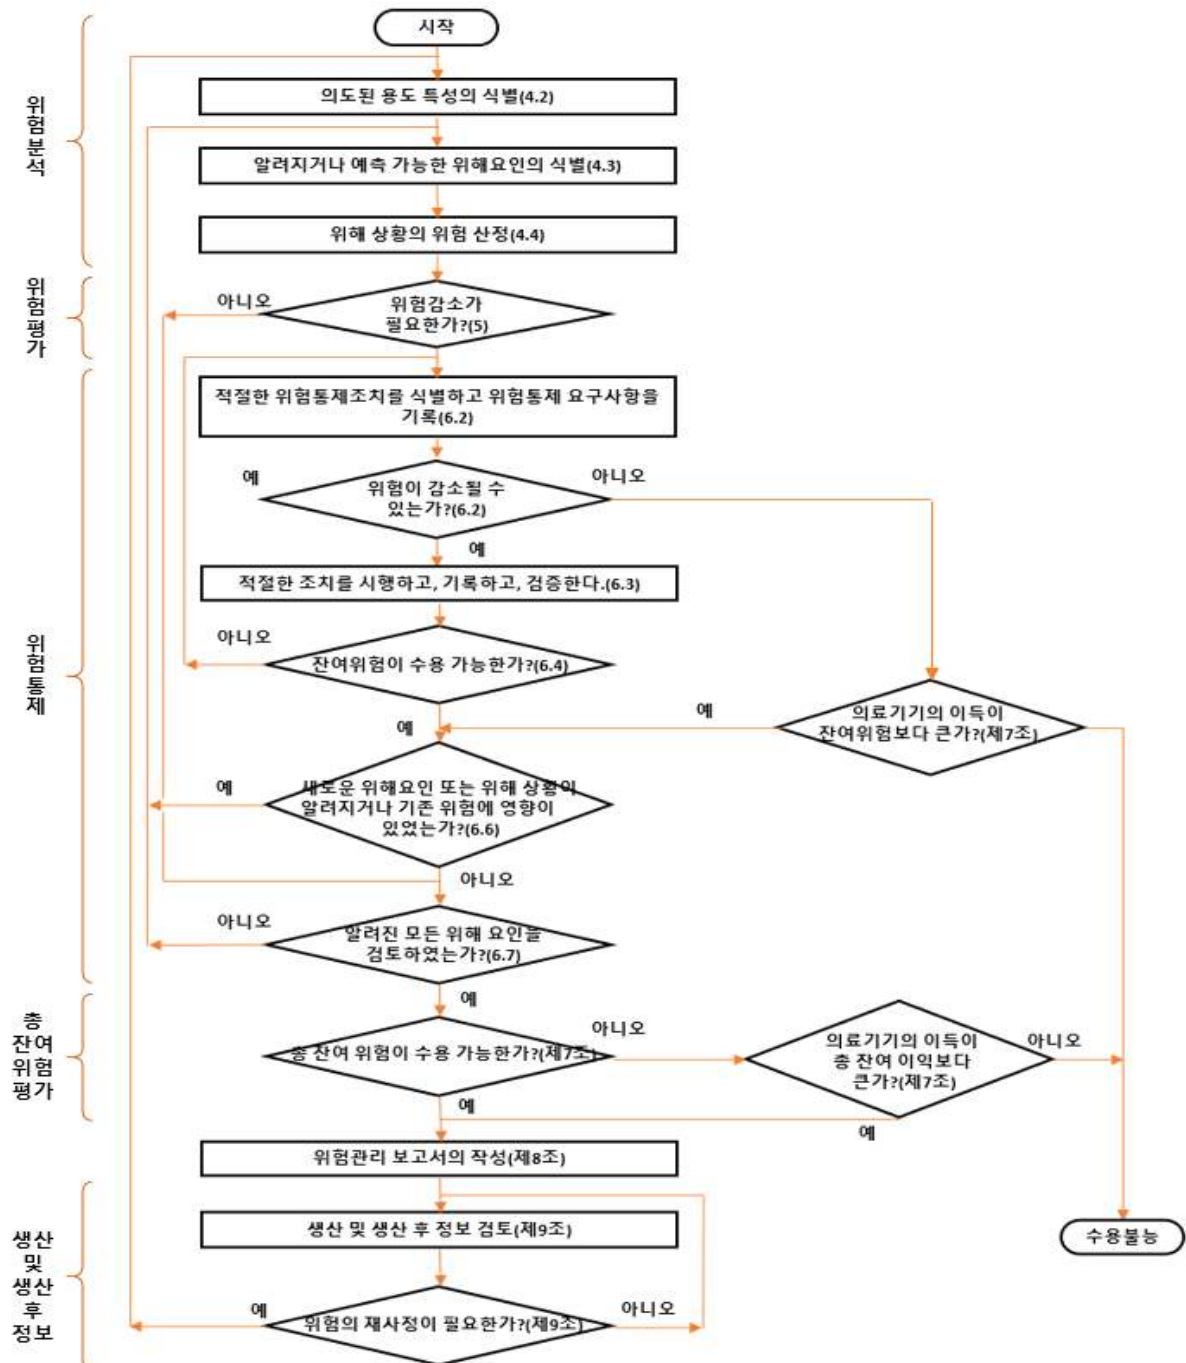 시작
위험분석
의도된 용도 특성의 식별(4.2)
알려지거나 예측 가능한 위해요인의 식별(4.3)
위해 상황의 위험 산정(4.4)
위험평가
아니오
위험감소가
필요한가?(5)
위험통제
적절한 위험통제조치를 식별하고 위험통제 요구사항을
기록(6.2)
예
위험이 감소될 수
있는가?(6.2)
아니오
예
적절한 조치를 시행하고, 기록하고, 검증한다.(6.3)
아니오
잔여위험이 수용 가능한가?(6.4)
의료기기의 이득이
잔여위험보다 큰가?(제7조)
예
예
예
새로운 위해요인 또는 위해 상황이
알려지거나 기존 위험에 영향이
있었는가?(6.6)
아니오
아니오
알려진 모든 위해 요인을
검토하였는가?(6.7)
예
총
잔여
위험
평가
총 잔여 위험이 수용 가능한가?(제7조)
아니오
의료기기의 이득이
총 잔여 이익보다
큰가?(제7조)
아니오
예
예
위험관리 보고서의 작성(제8조)
생산
및
생산
후
정보
생산 및 생산 후 정보 검토(제9조)
수용불능
예
위험의 재사정이 필요한가?(제9조)
아니오